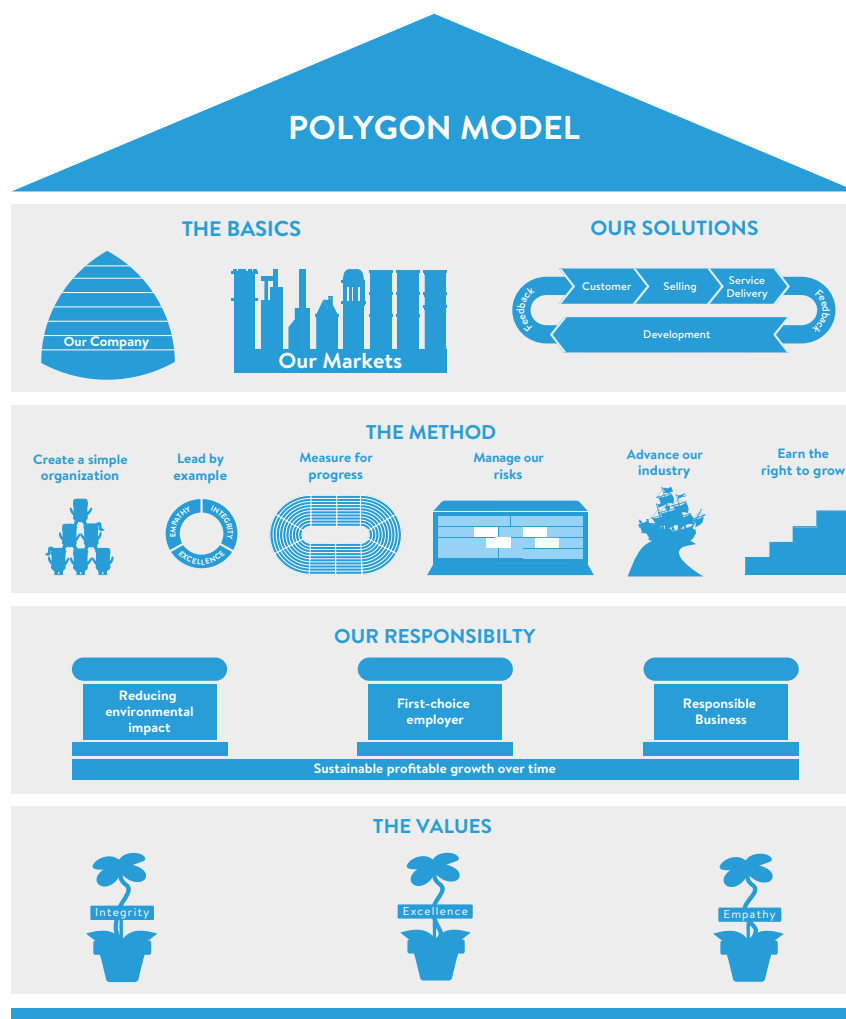 POLYGON MODEL
THE BASICS
OUR SOLUTIONS
Our Company
Our Markets
Feedback
Customer
Selling
Service
Delivery
Feedback
Development
THE METHOD
Create a simple
organization
Lead by
example
Measure for
progress
Manage our
risks
Advance our
industry
Earn the
right to grow
EMPATHY
INTEGRITY
EXCELLENCE
OUR RESPONSIBILTY
Reducing
environmental
impact
First-choice
employer
Responsible
Business
Sustainable profitable growth over time
THE VALUES
Integrity
Excellence
Empathy